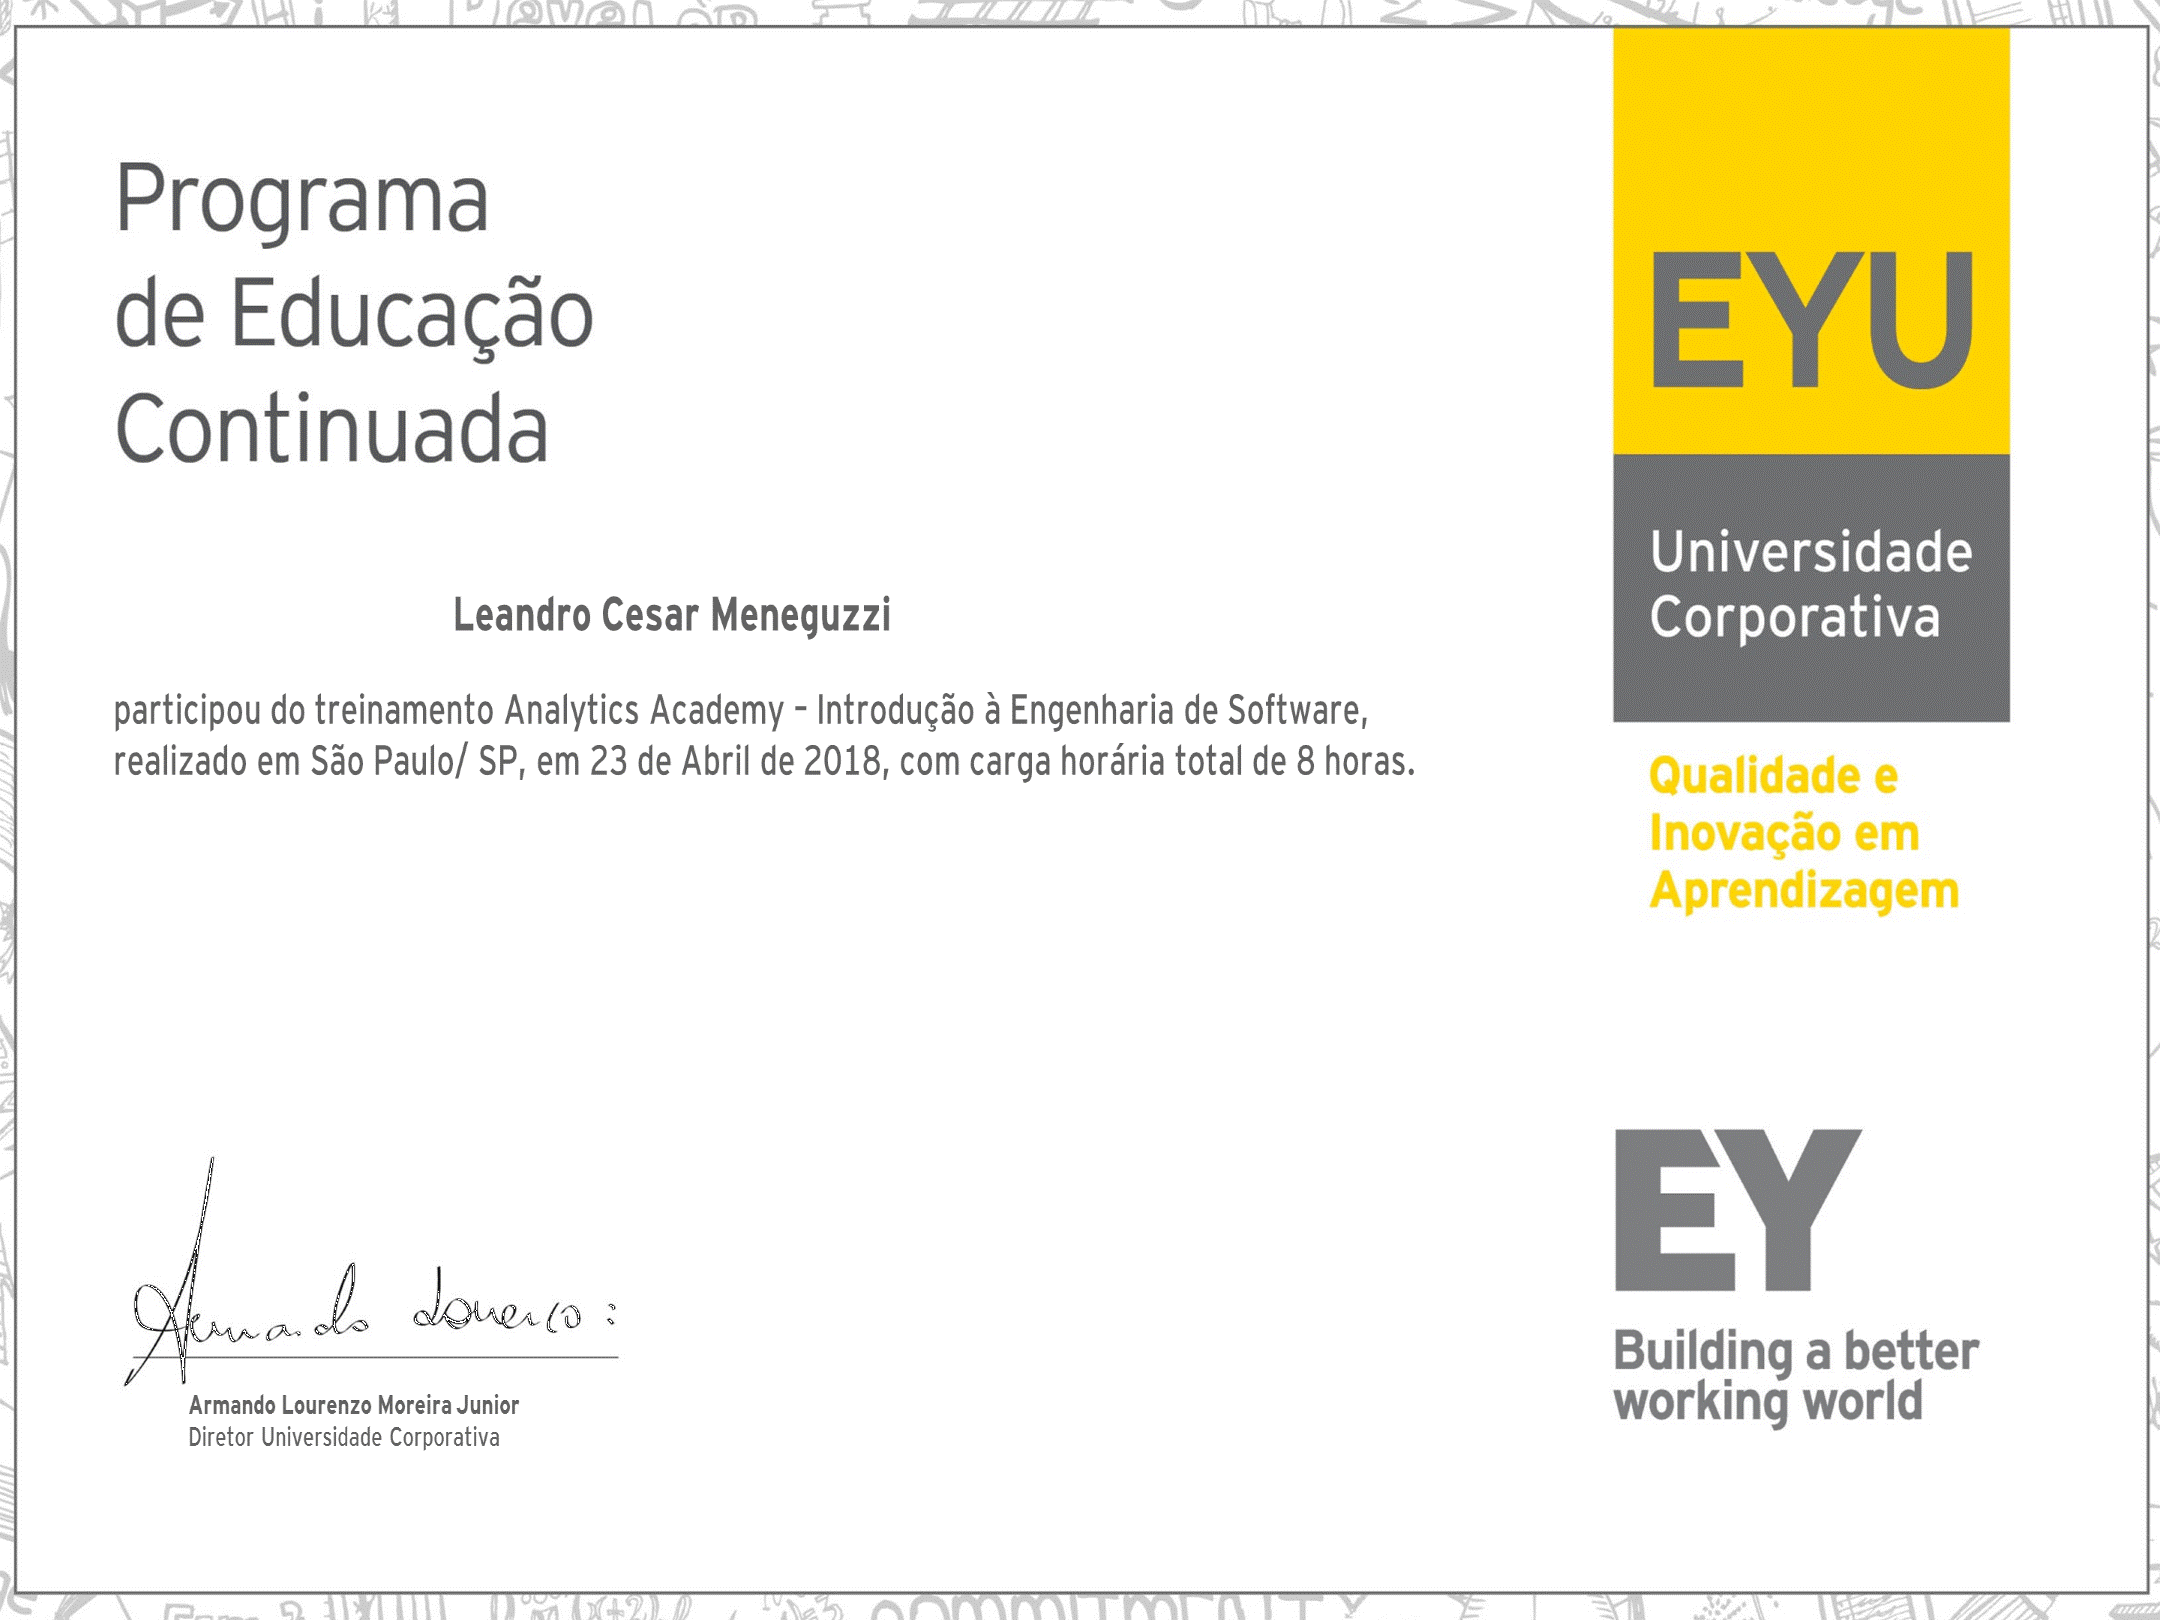 Programa
de Educação
Continuada
Leandro Cesar Meneguzzi
participou do treinamento Analytics Academy – Introdução à Engenharia de Software,
realizado em São Paulo/ SP, em 23 de Abril de 2018, com carga horária total de 8 horas.
Armando Lourenço
Armando Lourenzo Moreira Junior
Diretor Universidade Corporativa
EYU
Universidade
Corporativa
Qualidade e
Inovação em
Aprendizagem
EY
Building a better
working world
COMMITMENT